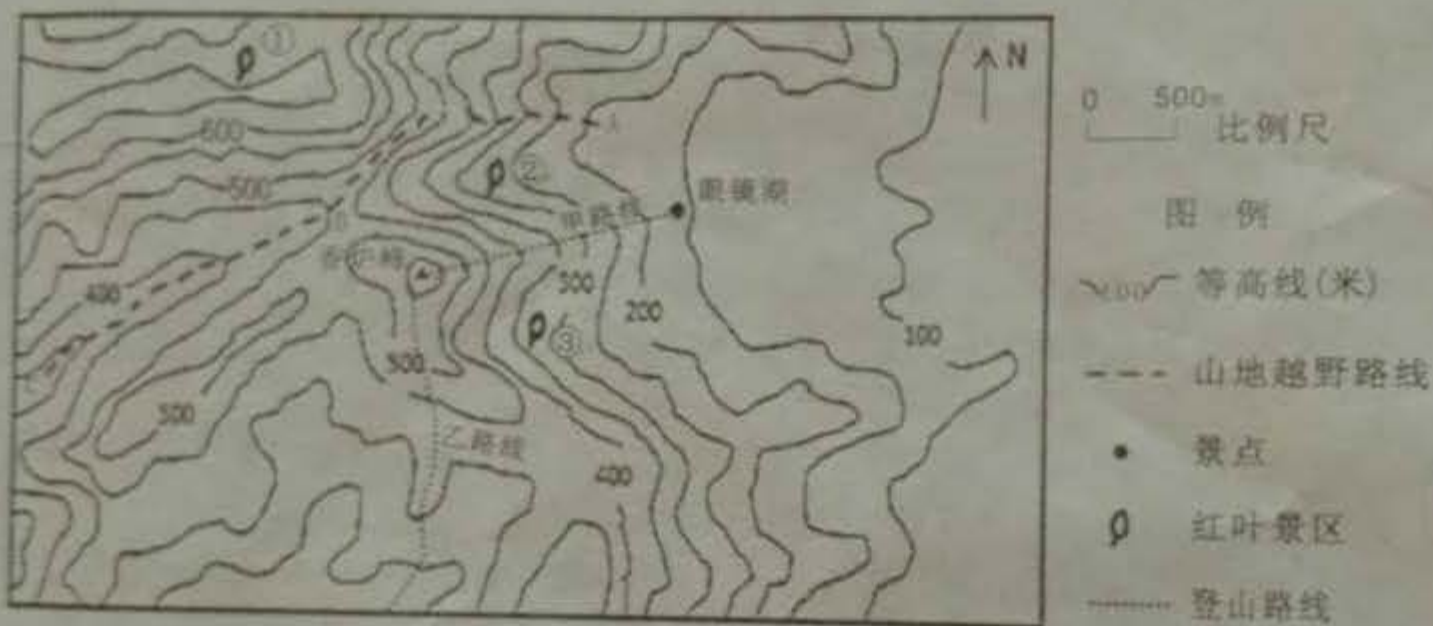 ①
N
0 500m
比例尺
600
②
500
甲路线
眼镜湖
图 例
香炉峰
400
300
200
等高线(米)
③
100
500
山地越野路线
500
乙路线
400
景点
红叶景区
登山路线